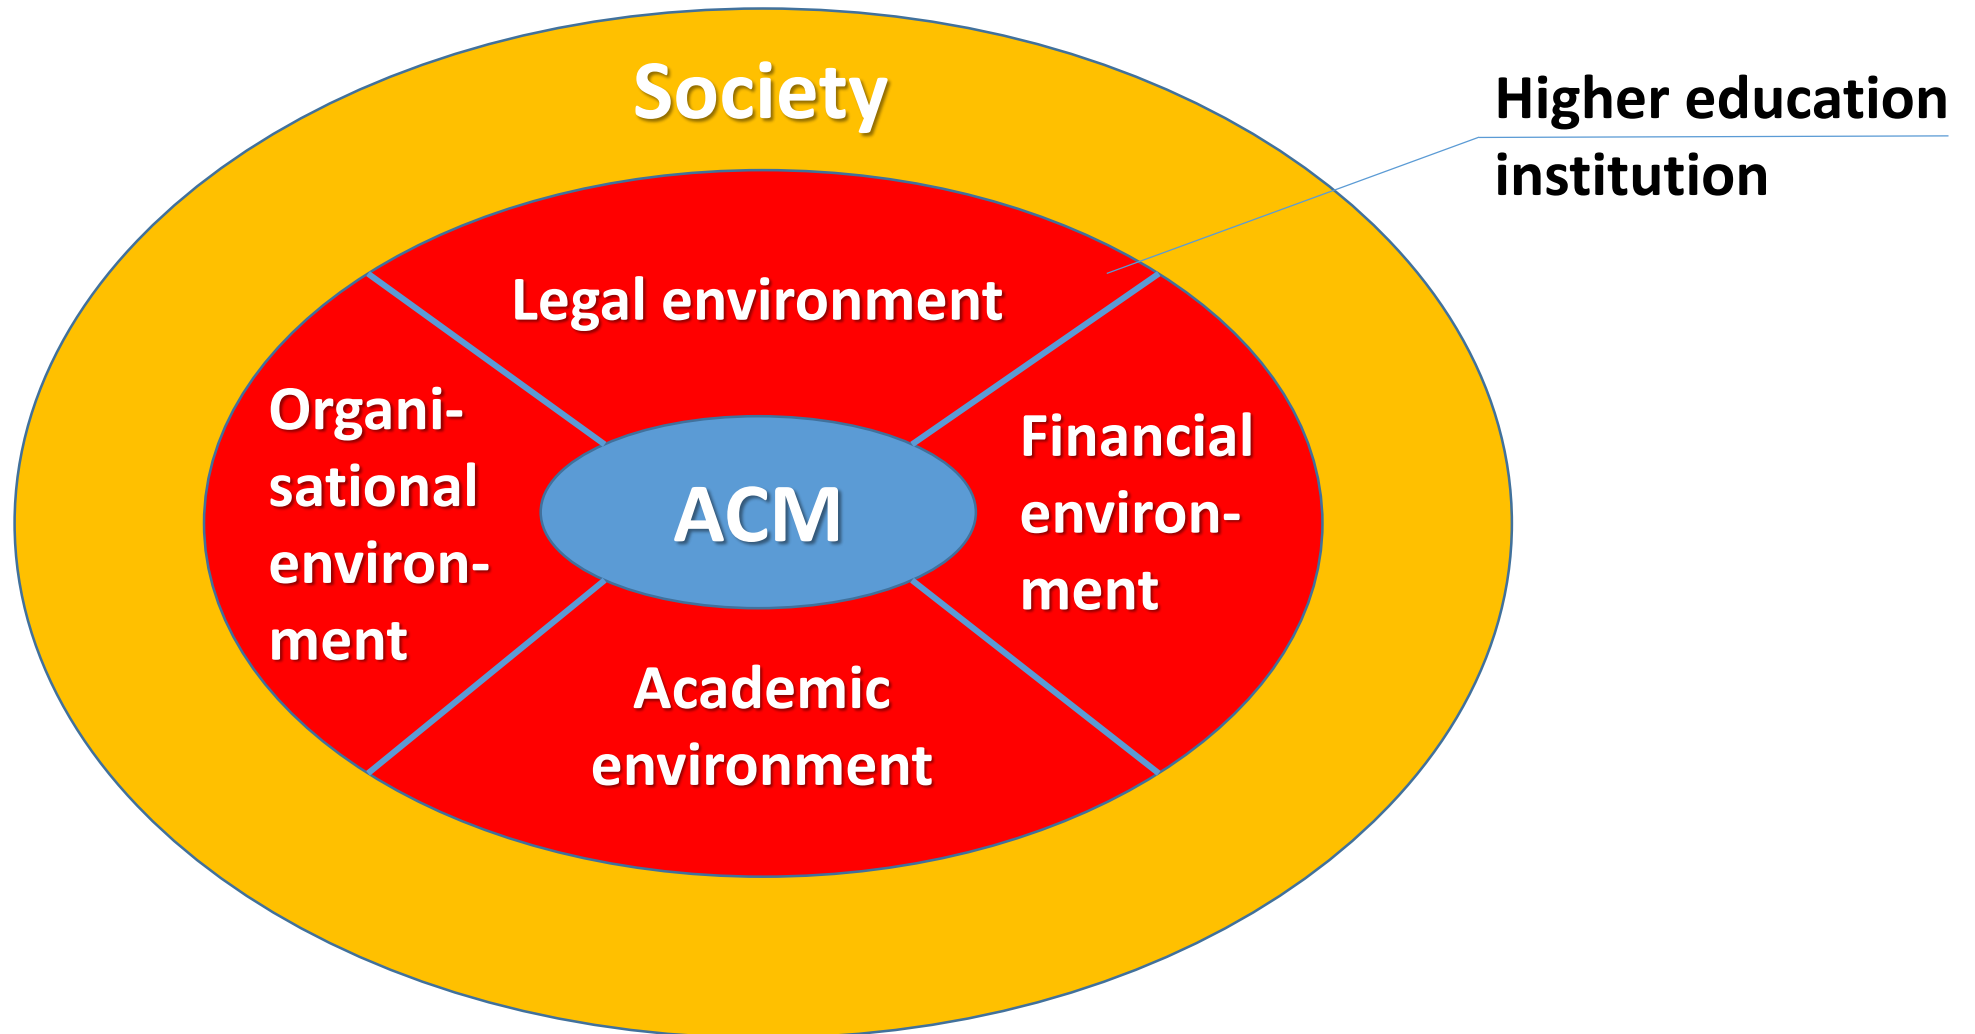 Society
Higher education
institution
Legal environment
Organi-
sational
environ-
ment
ACM
Financial
environ-
ment
Academic
environment